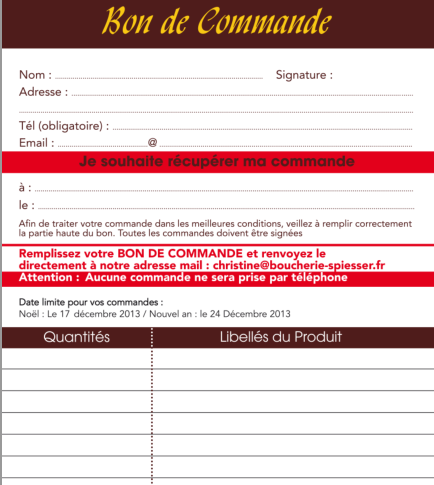 Bon de Commande
Nom : Signature :
Adresse :
Tél (obligatoire) :
Email : @
Je souhaite récupérer ma commande
à :
le :
Afin de traiter votre commande dans les meilleures conditions, veillez à remplir correctement
la partie haute du bon. Toutes les commandes doivent être signées
Remplissez votre BON DE COMMANDE et renvoyez le
directement à notre adresse mail : christine@boucherie-spiesser.fr
Attention : Aucune commande ne sera prise par téléphone
Date limite pour vos commandes :
Noël : Le 17 décembre 2013 / Nouvel an : le 24 Décembre 2013
Quantités Libellés du Produit